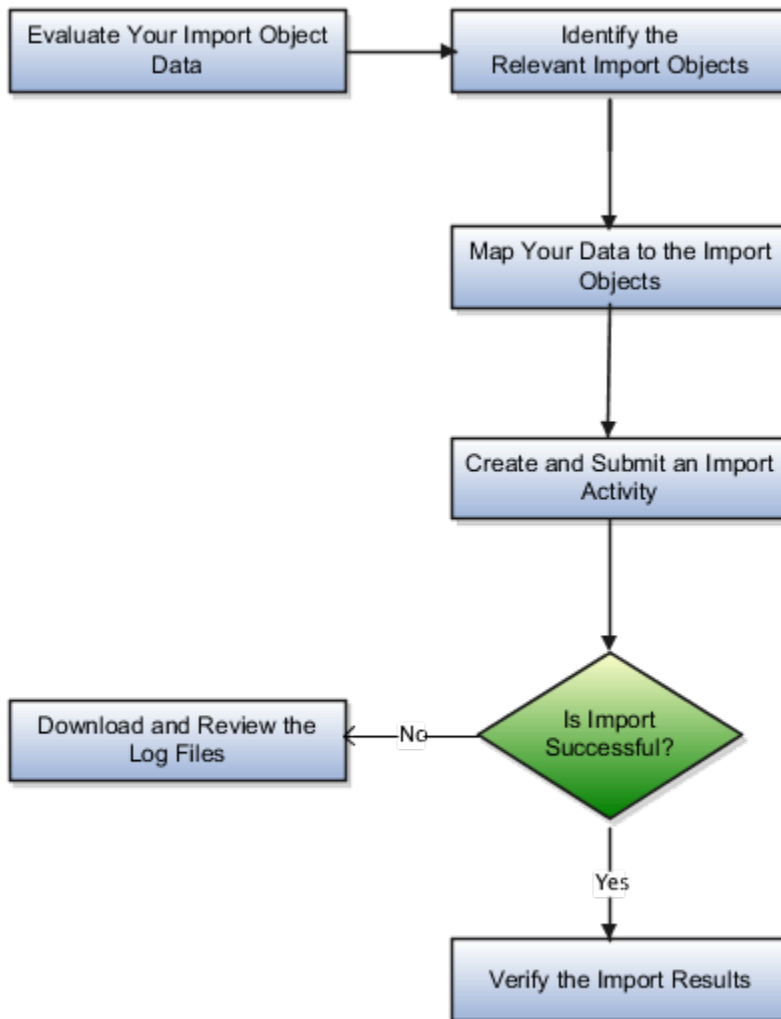 Evaluate Your Import Object
Data
Identify the
Relevant Import Objects
Map Your Data to the Import
Objects
Create and Submit an Import
Activity
Is Import
Successful?
No
Download and Review the
Log Files
Yes
Verify the Import Results